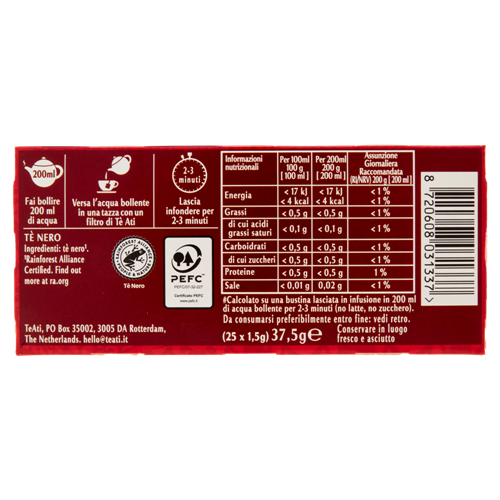 200ml
Fai bollire
200 ml
di acqua
Versa l'acqua bollente
in una tazza con un
filtro di Tè Ati
2-3
minuti
Lascia
infondere per
2-3 minuti
TÈ NERO
Ingredienti: tè nero¹.
¹Rainforest Alliance
Certified. Find out
more at ra.org
RAINFOREST ALLIANCE
Tè Nero
PEFC™
PEFC/07-32-227
Certificato PEFC
www.pefc.it
TeAti, PO Box 35002, 3005 DA Rotterdam,
The Netherlands. hello@teati.it
Informazioni nutrizionali | Per 100ml 100 g [ 100 ml ] | Per 200ml 200 g [ 200 ml ] | Assunzione Giornaliera Raccomandata (RI/NRV) 200 g [ 200 ml ]
Energia | < 17 kJ < 4 kcal | < 17 kJ < 4 kcal | < 1 % < 1 %
Grassi | < 0,5 g | < 0,5 g | < 1 %
di cui acidi grassi saturi | < 0,1 g | < 0,1 g | < 1 %
Carboidrati | < 0,5 g | < 0,5 g | < 1 %
di cui zuccheri | < 0,5 g | < 0,5 g | < 1 %
Proteine | < 0,5 g | < 0,5 g | 1 %
Sale | < 0,01 g | 0,02 g | < 1 %
#Calcolato su una bustina lasciata in infusione in 200 ml
di acqua bollente per 2-3 minuti (no latte, no zucchero).
Da consumarsi preferibilmente entro fine: vedi retro.
(25 x 1,5g) 37,5g e
Conservare in luogo
fresco e asciutto
8 720608 031337